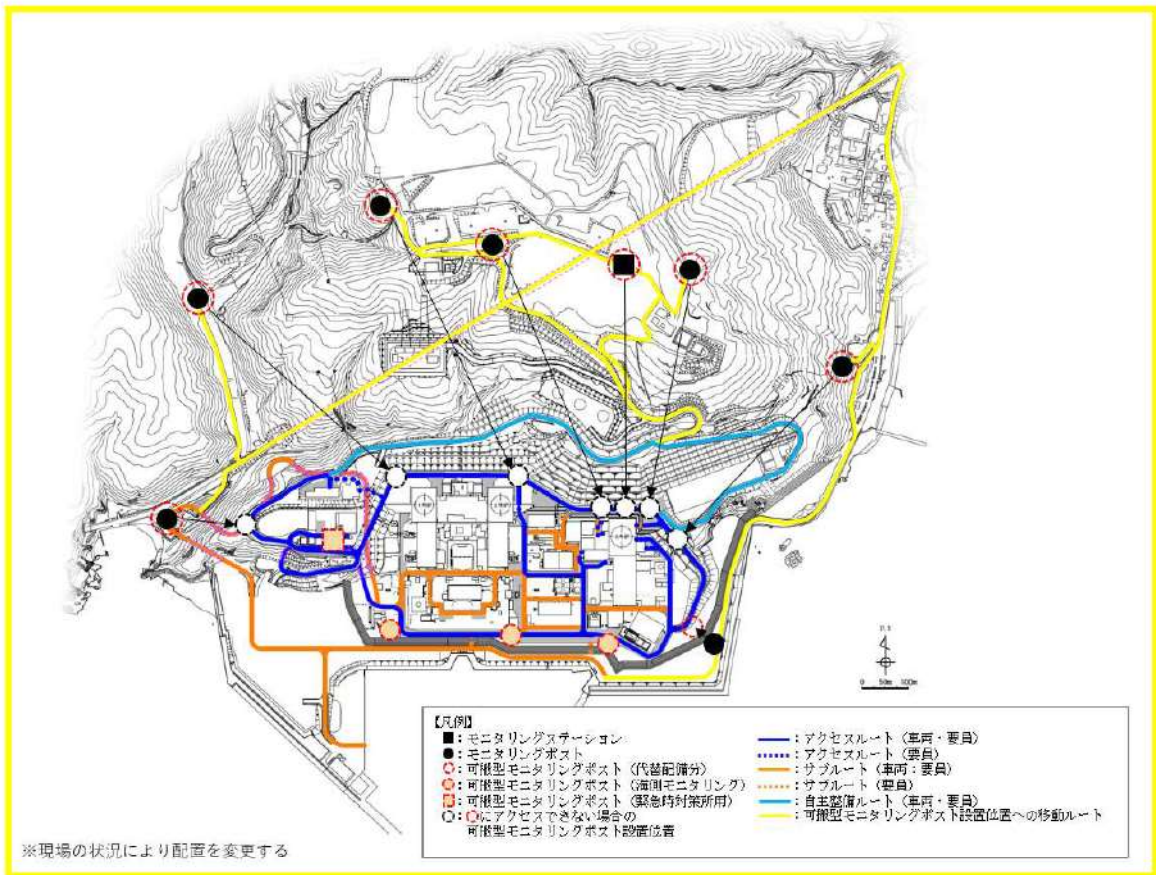 P.N
0 50m 100m
【凡例】
■：モニタリングステーション
●：モニタリングポスト
：可搬型モニタリングポスト（代替配備分）
：可搬型モニタリングポスト（海側モニタリング）
：可搬型モニタリングポスト（緊急時対策所用）
○：○にアクセスできない場合の
可搬型モニタリングポスト設置位置
：アクセスルート（車両・要員）
：アクセスルート（要員）
：サブルート（車両・要員）
：サブルート（要員）
：自主整備ルート（車両・要員）
：可搬型モニタリングポスト設置位置への移動ルート
※現場の状況により配置を変更する